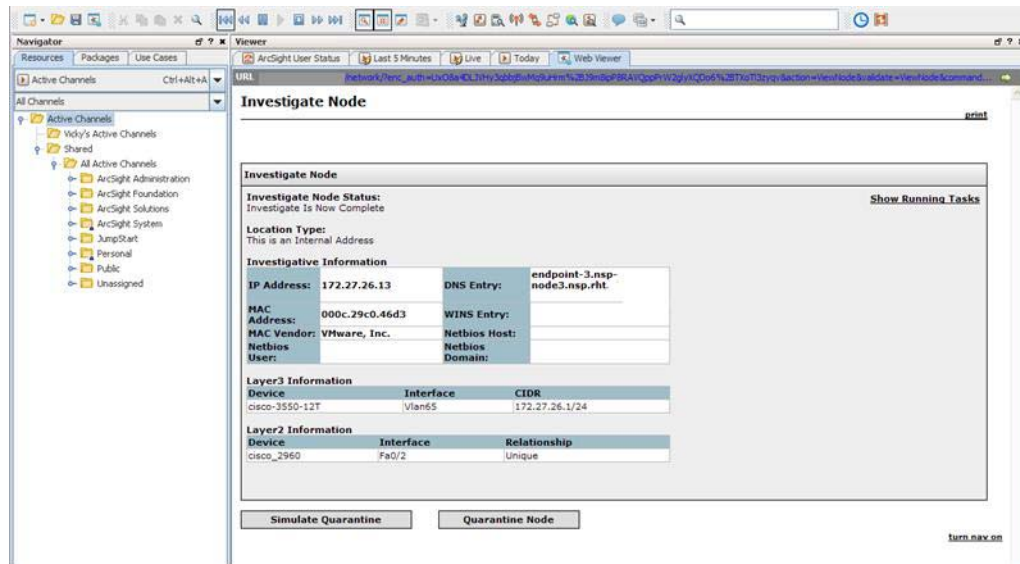 Navigator
Resources Packages Use Cases
Active Channels Ctrl+Alt+A
All Channels
Active Channels
Vicky's Active Channels
Shared
All Active Channels
ArcSight Administration
ArcSight Foundation
ArcSight Solutions
ArcSight System
JumpStart
Personal
Public
Unassigned
Viewer
ArcSight User Status Last 5 Minutes Live Today Web Viewer
URL
Investigate Node
print
Investigate Node
Investigate Node Status:
Investigate Is Now Complete
Show Running Tasks
Location Type:
This is an Internal Address
Investigative Information
IP Address: 172.27.26.13 DNS Entry: endpoint-3.nsp-node3.nsp.rht.
MAC Address: 000c.29c0.46d3 WINS Entry:
MAC Vendor: VMware, Inc. Netbios Host:
Netbios User: Netbios Domain:
Layer3 Information
Device Interface CIDR
cisco-3550-12T Vlan65 172.27.26.1/24
Layer2 Information
Device Interface Relationship
cisco_2960 Fa0/2 Unique
Simulate Quarantine Quarantine Node
turn nav on